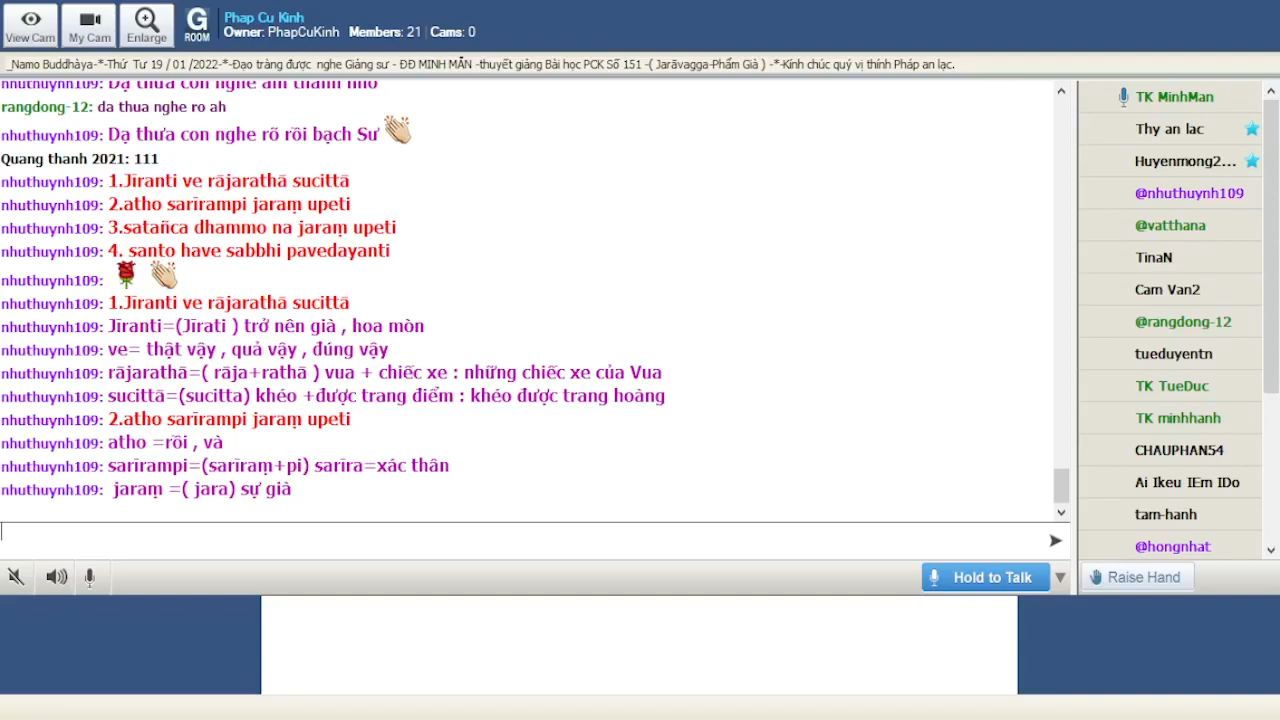 View Cam
My Cam
Enlarge
G
ROOM
Phap Cu Kinh
Owner: PhapCuKinh Members: 21 Cams: 0
_Namo Buddhàya-*-Thứ Tư 19 / 01 /2022-*-Đạo tràng được nghe Giảng sư - ĐĐ MINH MẪN -thuyết giảng Bài học PCK Số 151 -( Jarāvagga-Phẩm Già ) -*-Kính chúc quý vị thính Pháp an lạc.
nhuthuynh109: Dạ thưa con nghe âm thanh nhỏ
rangdong-12: da thua nghe ro ah
nhuthuynh109: Dạ thưa con nghe rõ rồi bạch Sư
Quang thanh 2021: 111
nhuthuynh109: 1.Jīranti ve rājarathā sucittā
nhuthuynh109: 2.atho sarīrampi jaraṃ upeti
nhuthuynh109: 3.satañca dhammo na jaraṃ upeti
nhuthuynh109: 4. santo have sabbhi pavedayanti
nhuthuynh109:
nhuthuynh109: 1.Jīranti ve rājarathā sucittā
nhuthuynh109: Jīranti=(Jīrati ) trở nên già , hoa mòn
nhuthuynh109: ve= thật vậy , quả vậy , đúng vậy
nhuthuynh109: rājarathā=( rāja+rathā ) vua + chiếc xe : những chiếc xe của Vua
nhuthuynh109: sucittā=(sucitta) khéo +được trang điểm : khéo được trang hoàng
nhuthuynh109: 2.atho sarīrampi jaraṃ upeti
nhuthuynh109: atho =rồi , và
nhuthuynh109: sarīrampi=(sarīraṃ+pi) sarīra=xác thân
nhuthuynh109: jaraṃ =( jara) sự già
Hold to Talk
TK MinhMan
Thy an lac
Huyenmong2...
@nhuthuynh109
@vatthana
TinaN
Cam Van2
@rangdong-12
tueduyentn
TK TueDuc
TK minhhanh
CHAUPHAN54
Ai Ikeu IEm IDo
tam-hanh
@hongnhat
Raise Hand